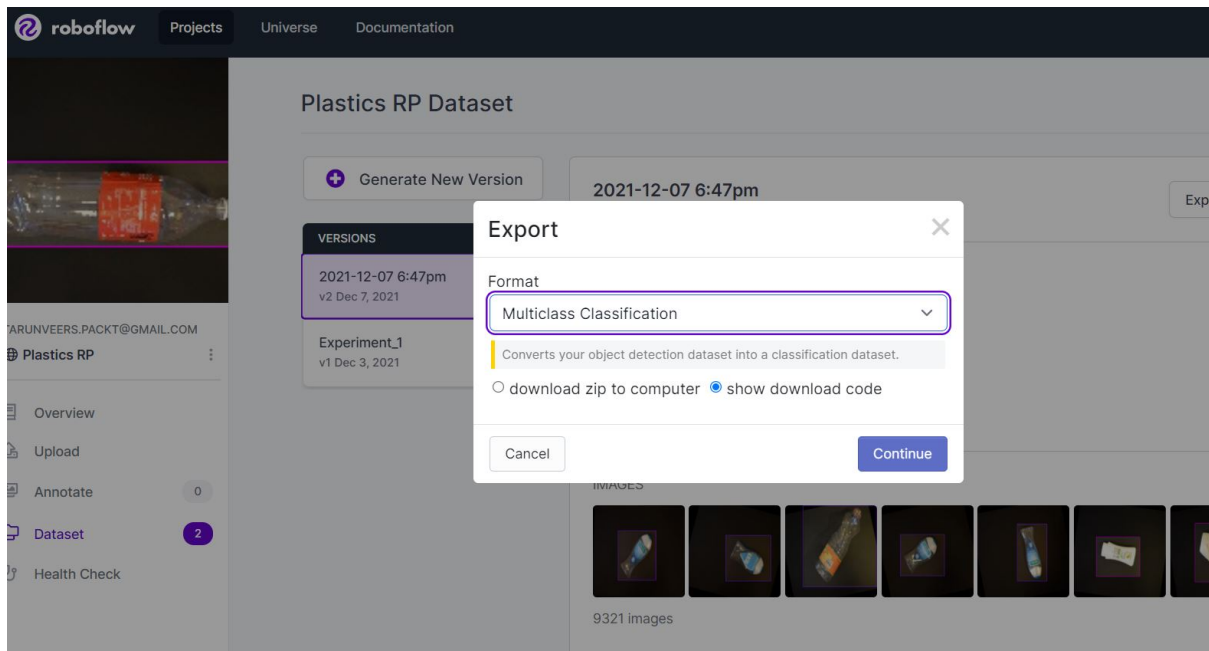 roboflow Projects Universe Documentation
Plastics RP Dataset
Generate New Version
2021-12-07 6:47pm
Export
VERSIONS
2021-12-07 6:47pm
v2 Dec 7, 2021
Experiment_1
v1 Dec 3, 2021
Format
Multiclass Classification
Converts your object detection dataset into a classification dataset.
download zip to computer show download code
Cancel Continue
TARUNVEERS.PACKT@GMAIL.COM
Plastics RP
Overview
Upload
Annotate 0
Dataset 2
Health Check
IMAGES
9321 images